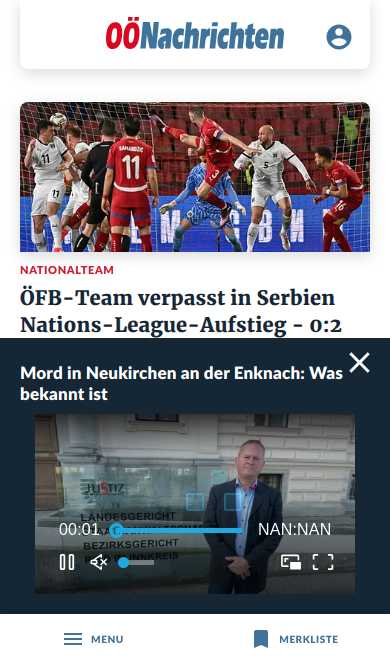 OÖNachrichten
NATIONALTEAM
ÖFB-Team verpasst in Serbien
Nations-League-Aufstieg - 0:2
Mord in Neukirchen an der Enknach: Was
bekannt ist
JUSTIZ
LANDESGERICHT
BEZIRKSGERICHT
00:01
NAN:NAN
MENU
MERKLISTE